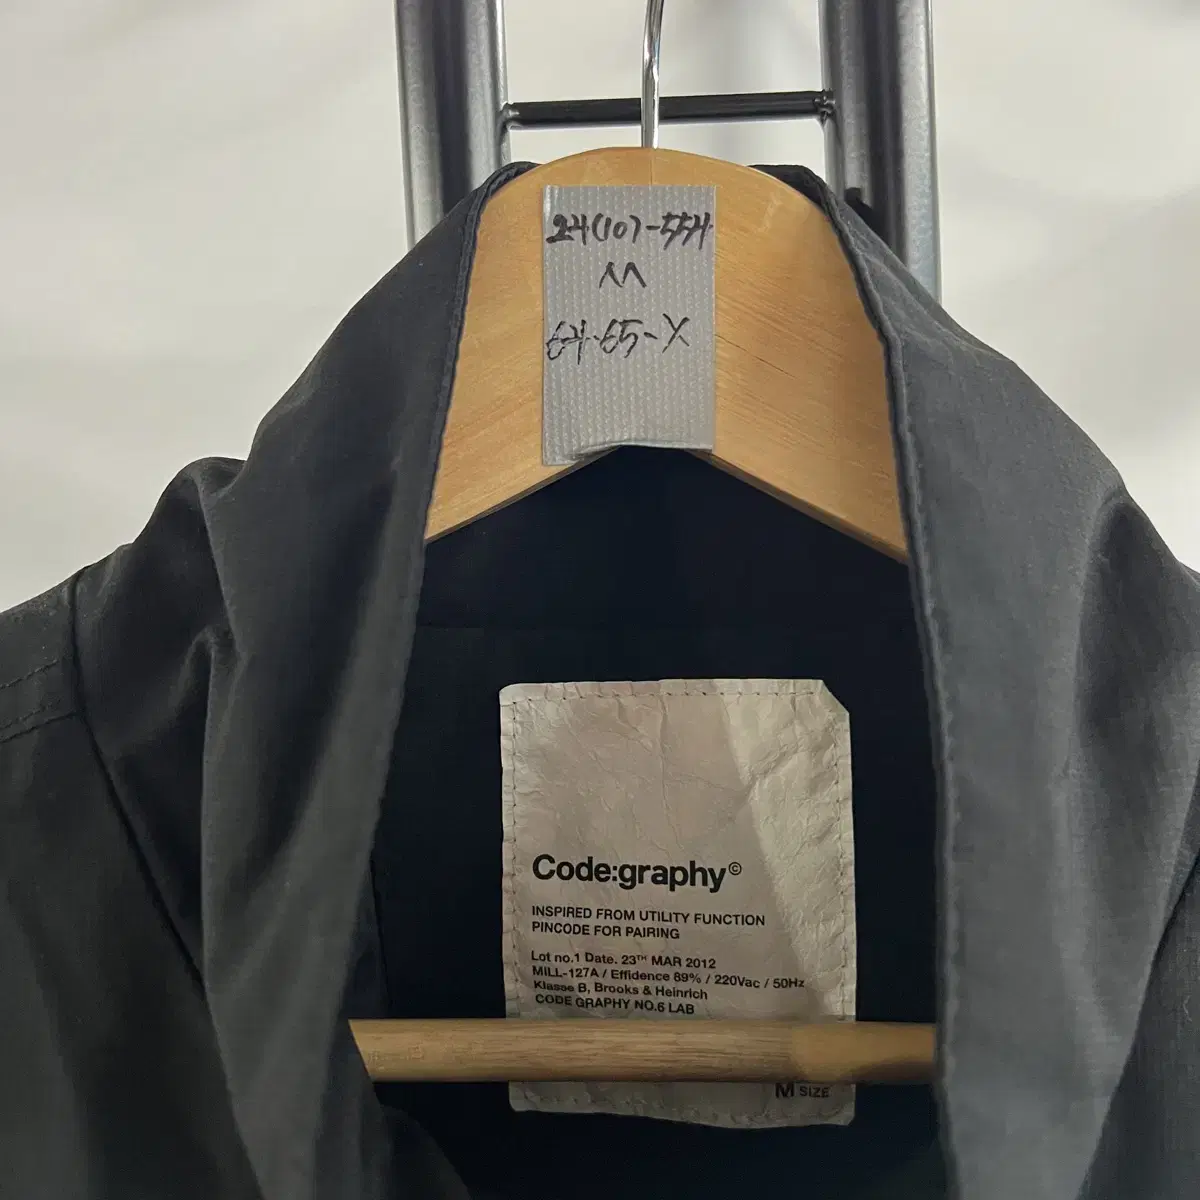 24(10)-554
M
64-65-X
Code:graphy©
INSPIRED FROM UTILITY FUNCTION
PINCODE FOR PAIRING
Lot no.1 Date. 23TH MAR 2012
MILL-127A / Effidence 89% / 220Vac / 50Hz
Klasse B, Brooks & Heinrich
CODE GRAPHY NO.6 LAB
M SIZE